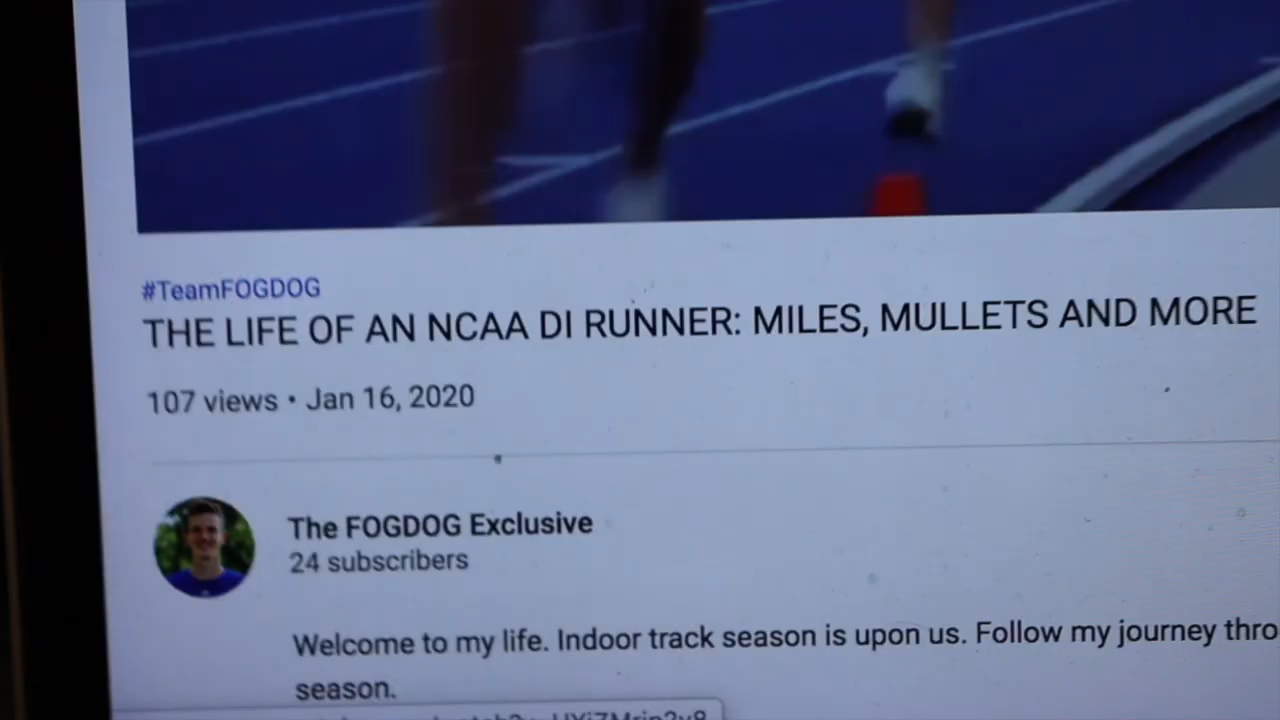 #TeamFOGDOG
THE LIFE OF AN NCAA DI RUNNER: MILES, MULLETS AND MORE
107 views • Jan 16, 2020
The FOGDOG Exclusive
24 subscribers
Welcome to my life. Indoor track season is upon us. Follow my journey thro
season.